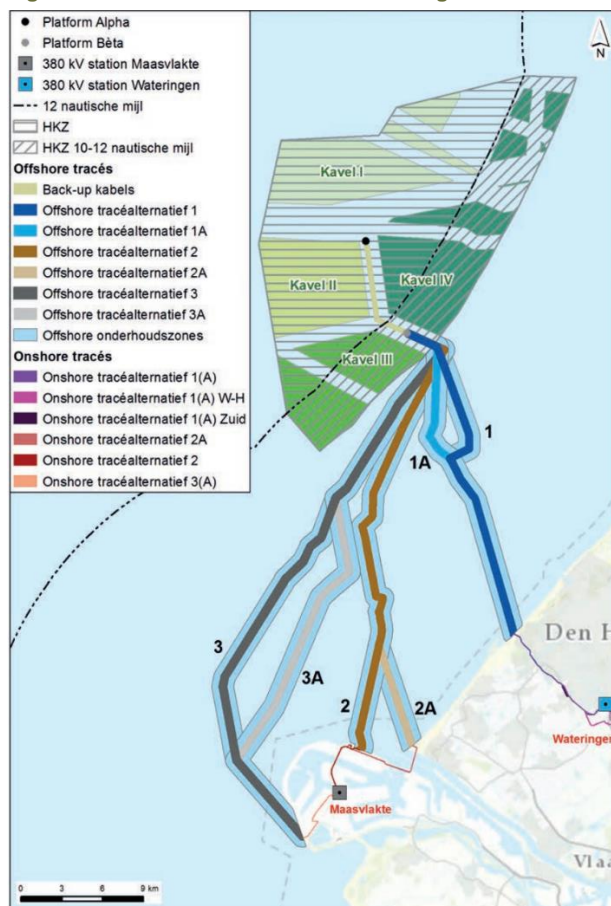 Platform Alpha
Platform Bèta
380 kV station Maasvlakte
380 kV station Wateringen
12 nautische mijl
HKZ
HKZ 10-12 nautische mijl
Offshore tracés
Back-up kabels
Offshore tracéalternatief 1
Offshore tracéalternatief 1A
Offshore tracéalternatief 2
Offshore tracéalternatief 2A
Offshore tracéalternatief 3
Offshore tracéalternatief 3A
Offshore onderhoudszones
Onshore tracés
Onshore tracéalternatief 1(A)
Onshore tracéalternatief 1(A) W-H
Onshore tracéalternatief 1(A) Zuid
Onshore tracéalternatief 2A
Onshore tracéalternatief 2
Onshore tracéalternatief 3(A)
N
Kavel I
Kavel II
Kavel IV
Kavel III
1
1A
Den H
3
3A
2
2A
Wateringen
Maasvlakte
Vlaa
0 3 6 9 km